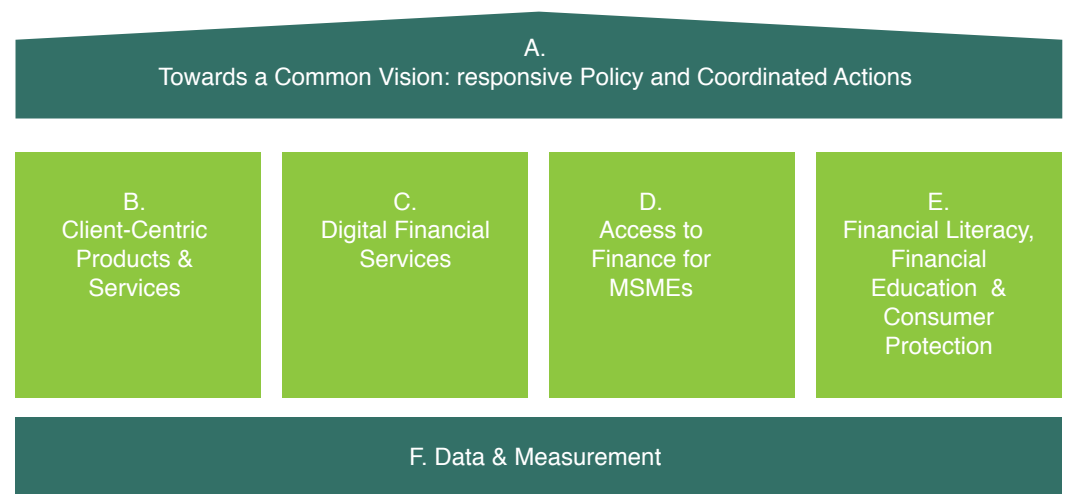 A.
Towards a Common Vision: responsive Policy and Coordinated Actions
B.
Client-Centric
Products &
Services
C.
Digital Financial
Services
D.
Access to
Finance for
MSMEs
E.
Financial Literacy,
Financial
Education  &
Consumer
Protection
F. Data & Measurement